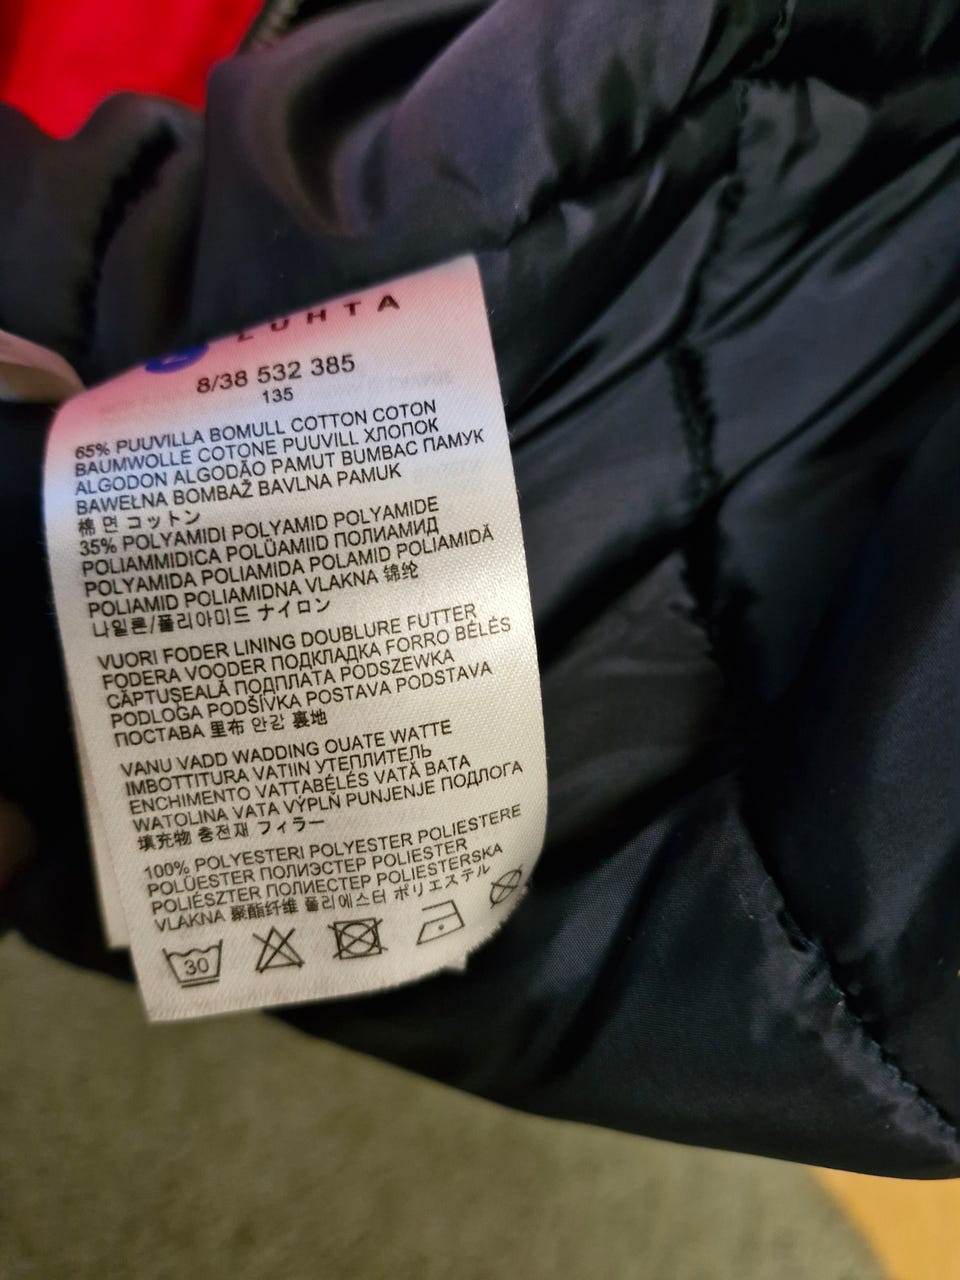 LUHTA
8/38 532 385
135
65% PUUVILLA BOMULL COTTON COTON
BAUMWOLLE COTONE PUUVILL ХЛОПОК
ALGODON ALGODÃO PAMUT BUMBAC ПАМУК
BAWEŁNA BOMBAŽ BAVLNA PAMUK
棉 면 コットン
35% POLYAMIDI POLYAMID POLYAMIDE
POLIAMMIDICA POLÜAMIID ПОЛИАМИД
POLYAMIDA POLIAMIDA POLAMID POLIAMIDĂ
POLIAMID POLIAMIDNA VLAKNA 锦纶
나일론/폴리아미드 ナイロン
VUORI FODER LINING DOUBLURE FUTTER
FODERA VOODER ПОДКЛАДКА FORRO BÉLÉS
CĂPTUŞEALĂ ПОДПЛАТА PODSZEWKA
PODLOGA PODŠÍVKA POSTAVA PODSTAVA
ПОСТАВА 里布 안감 裏地
VANU VADD WADDING OUATE WATTE
IMBOTTITURA VATIIN УТЕПЛИТЕЛЬ
ENCHIMENTO VATTABÉLÉS VATĂ ВАТА
WATOLINA VATA VÝPLŇ PUNJENJE ПОДЛОГА
填充物 충전재 フィラー
100% POLYESTERI POLYESTER POLIESTERE
POLÜESTER ПОЛИЭСТЕР POLIESTER
POLIÉSZTER ПОЛИЕСТЕР POLIESTERSKA
VLAKNA 聚酯纤维 폴리에스터 ポリエステル
30